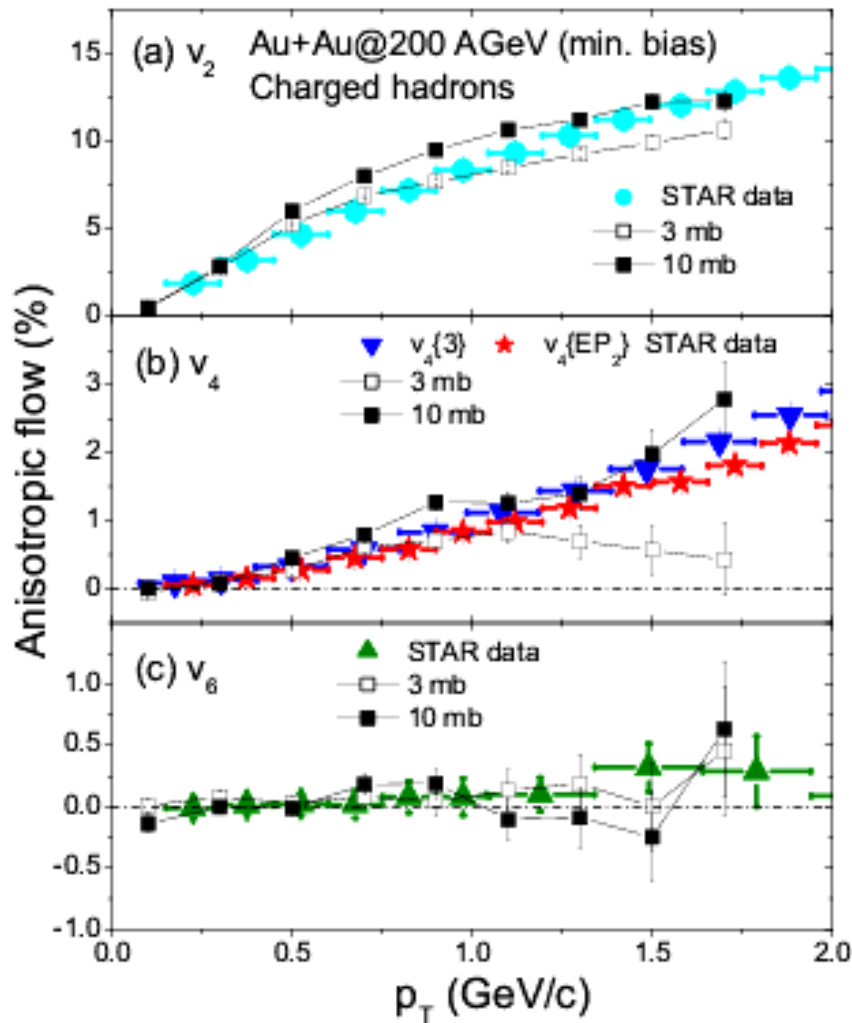 (a) v₂ Au+Au@200 AGeV (min. bias)
Charged hadrons
STAR data
3 mb
10 mb
15
10
5
0
(b) v₄
v₄{3} v₄{EP₂} STAR data
3 mb
10 mb
3
2
1
0
(c) v₆
STAR data
3 mb
10 mb
1.0
0.5
0.0
-0.5
-1.0
0.0 0.5 1.0 1.5 2.0
Anisotropic flow (%)
p_T (GeV/c)